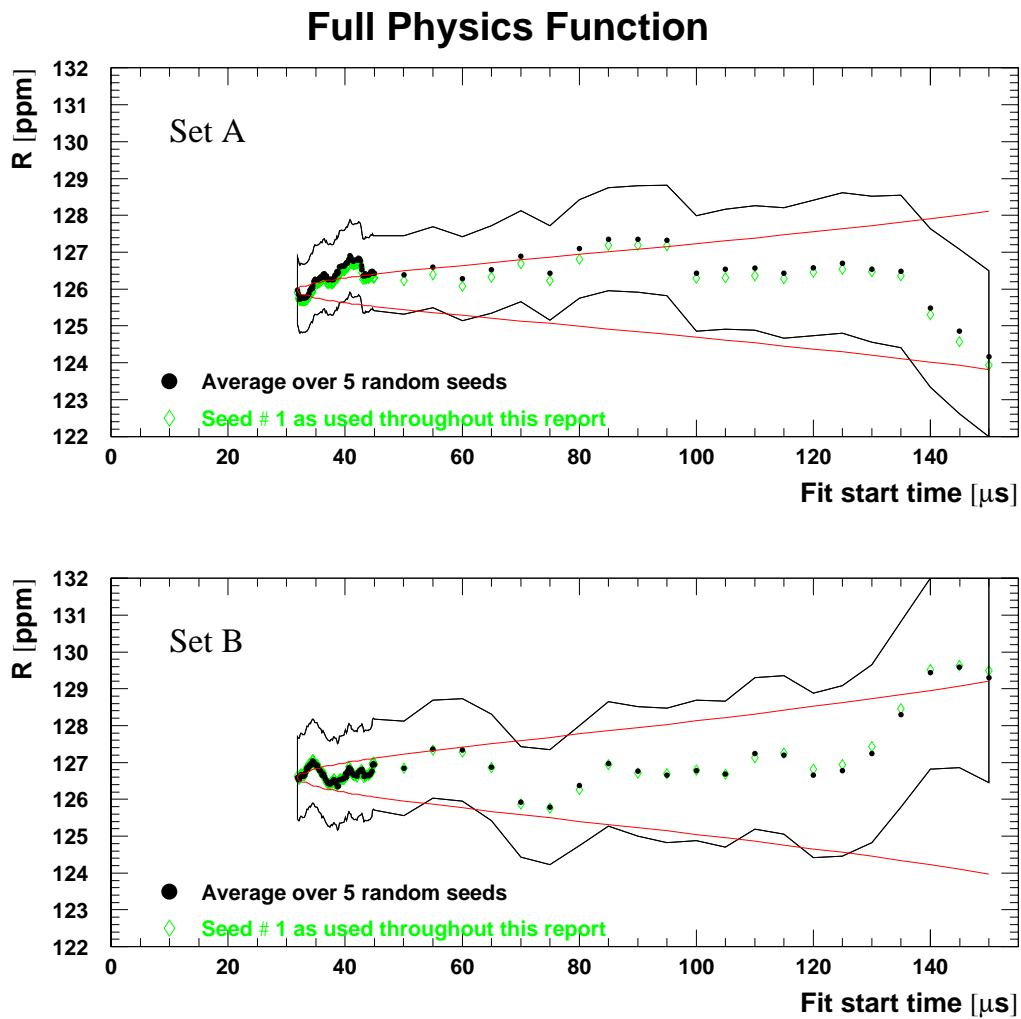 Full Physics Function
R [ppm]
132
131
130
129
128
127
126
125
124
123
122
Set A
Average over 5 random seeds
Seed # 1 as used throughout this report
0 20 40 60 80 100 120 140
Fit start time [μs]
R [ppm]
132
131
130
129
128
127
126
125
124
123
122
Set B
Average over 5 random seeds
Seed # 1 as used throughout this report
0 20 40 60 80 100 120 140
Fit start time [μs]